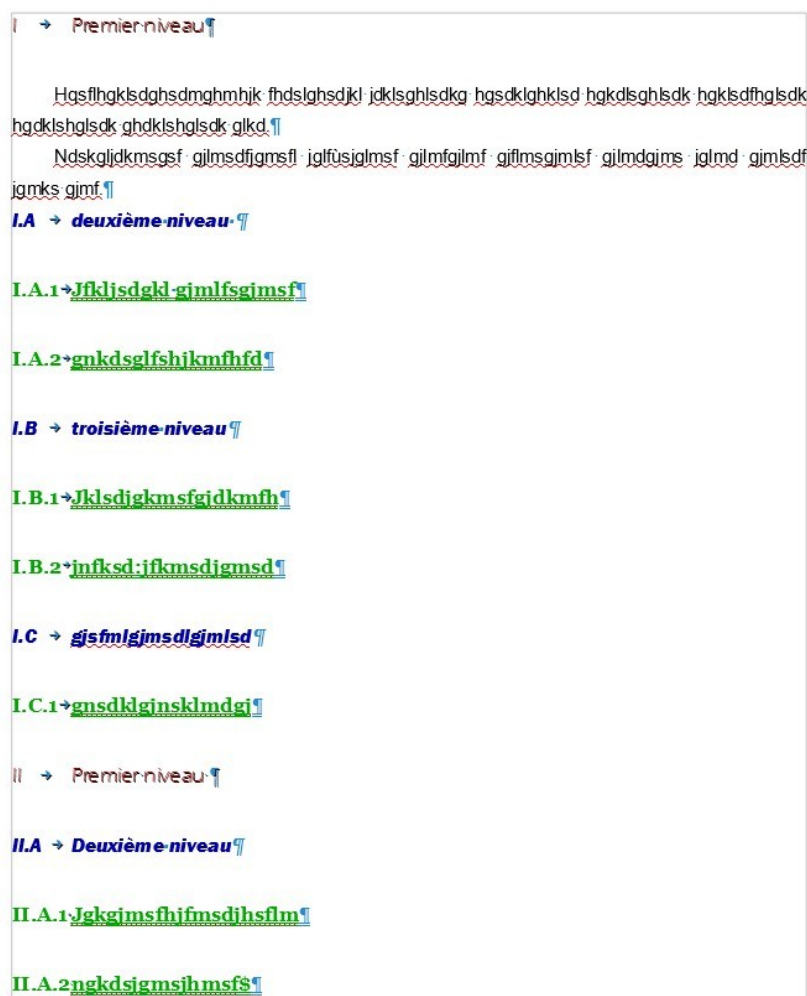 I → Premier niveau¶
Hqsflhgklsdghsdmghmhjk fhdslghsdjkl jdklsghlsdkg hgsdklghklsd hgkdlsghlsdk hgklsdfhglsdk
hgdklshglsdk ghdklshglsdk glkd.¶
Ndskgljdkmsgsf gjlmsdfjgmsfl jglfùsjglmsf gjlmfgjlmf gjflmsgjmlsf gjlmdgjms jglmd gjmlsdf
jgmks gjmf.¶
I.A → deuxième niveau ¶
I.A.1→Jfkljsdgkl gjmlfsgjmsf¶
I.A.2→gnkdsglfshjkmfhfd¶
I.B → troisième niveau¶
I.B.1→Jklsdjgkmsfgjdkmfh¶
I.B.2→jnfksd:jfkmsdjgmsd¶
I.C → gjsfmlgjmsdlgjmlsd¶
I.C.1→gnsdklgjnsklmdgj¶
II → Premier niveau ¶
II.A → Deuxième niveau¶
II.A.1 Jgkgjmsfhjfmsdjhsflm¶
II.A.2 ngkdsjgmsjhmsf$¶